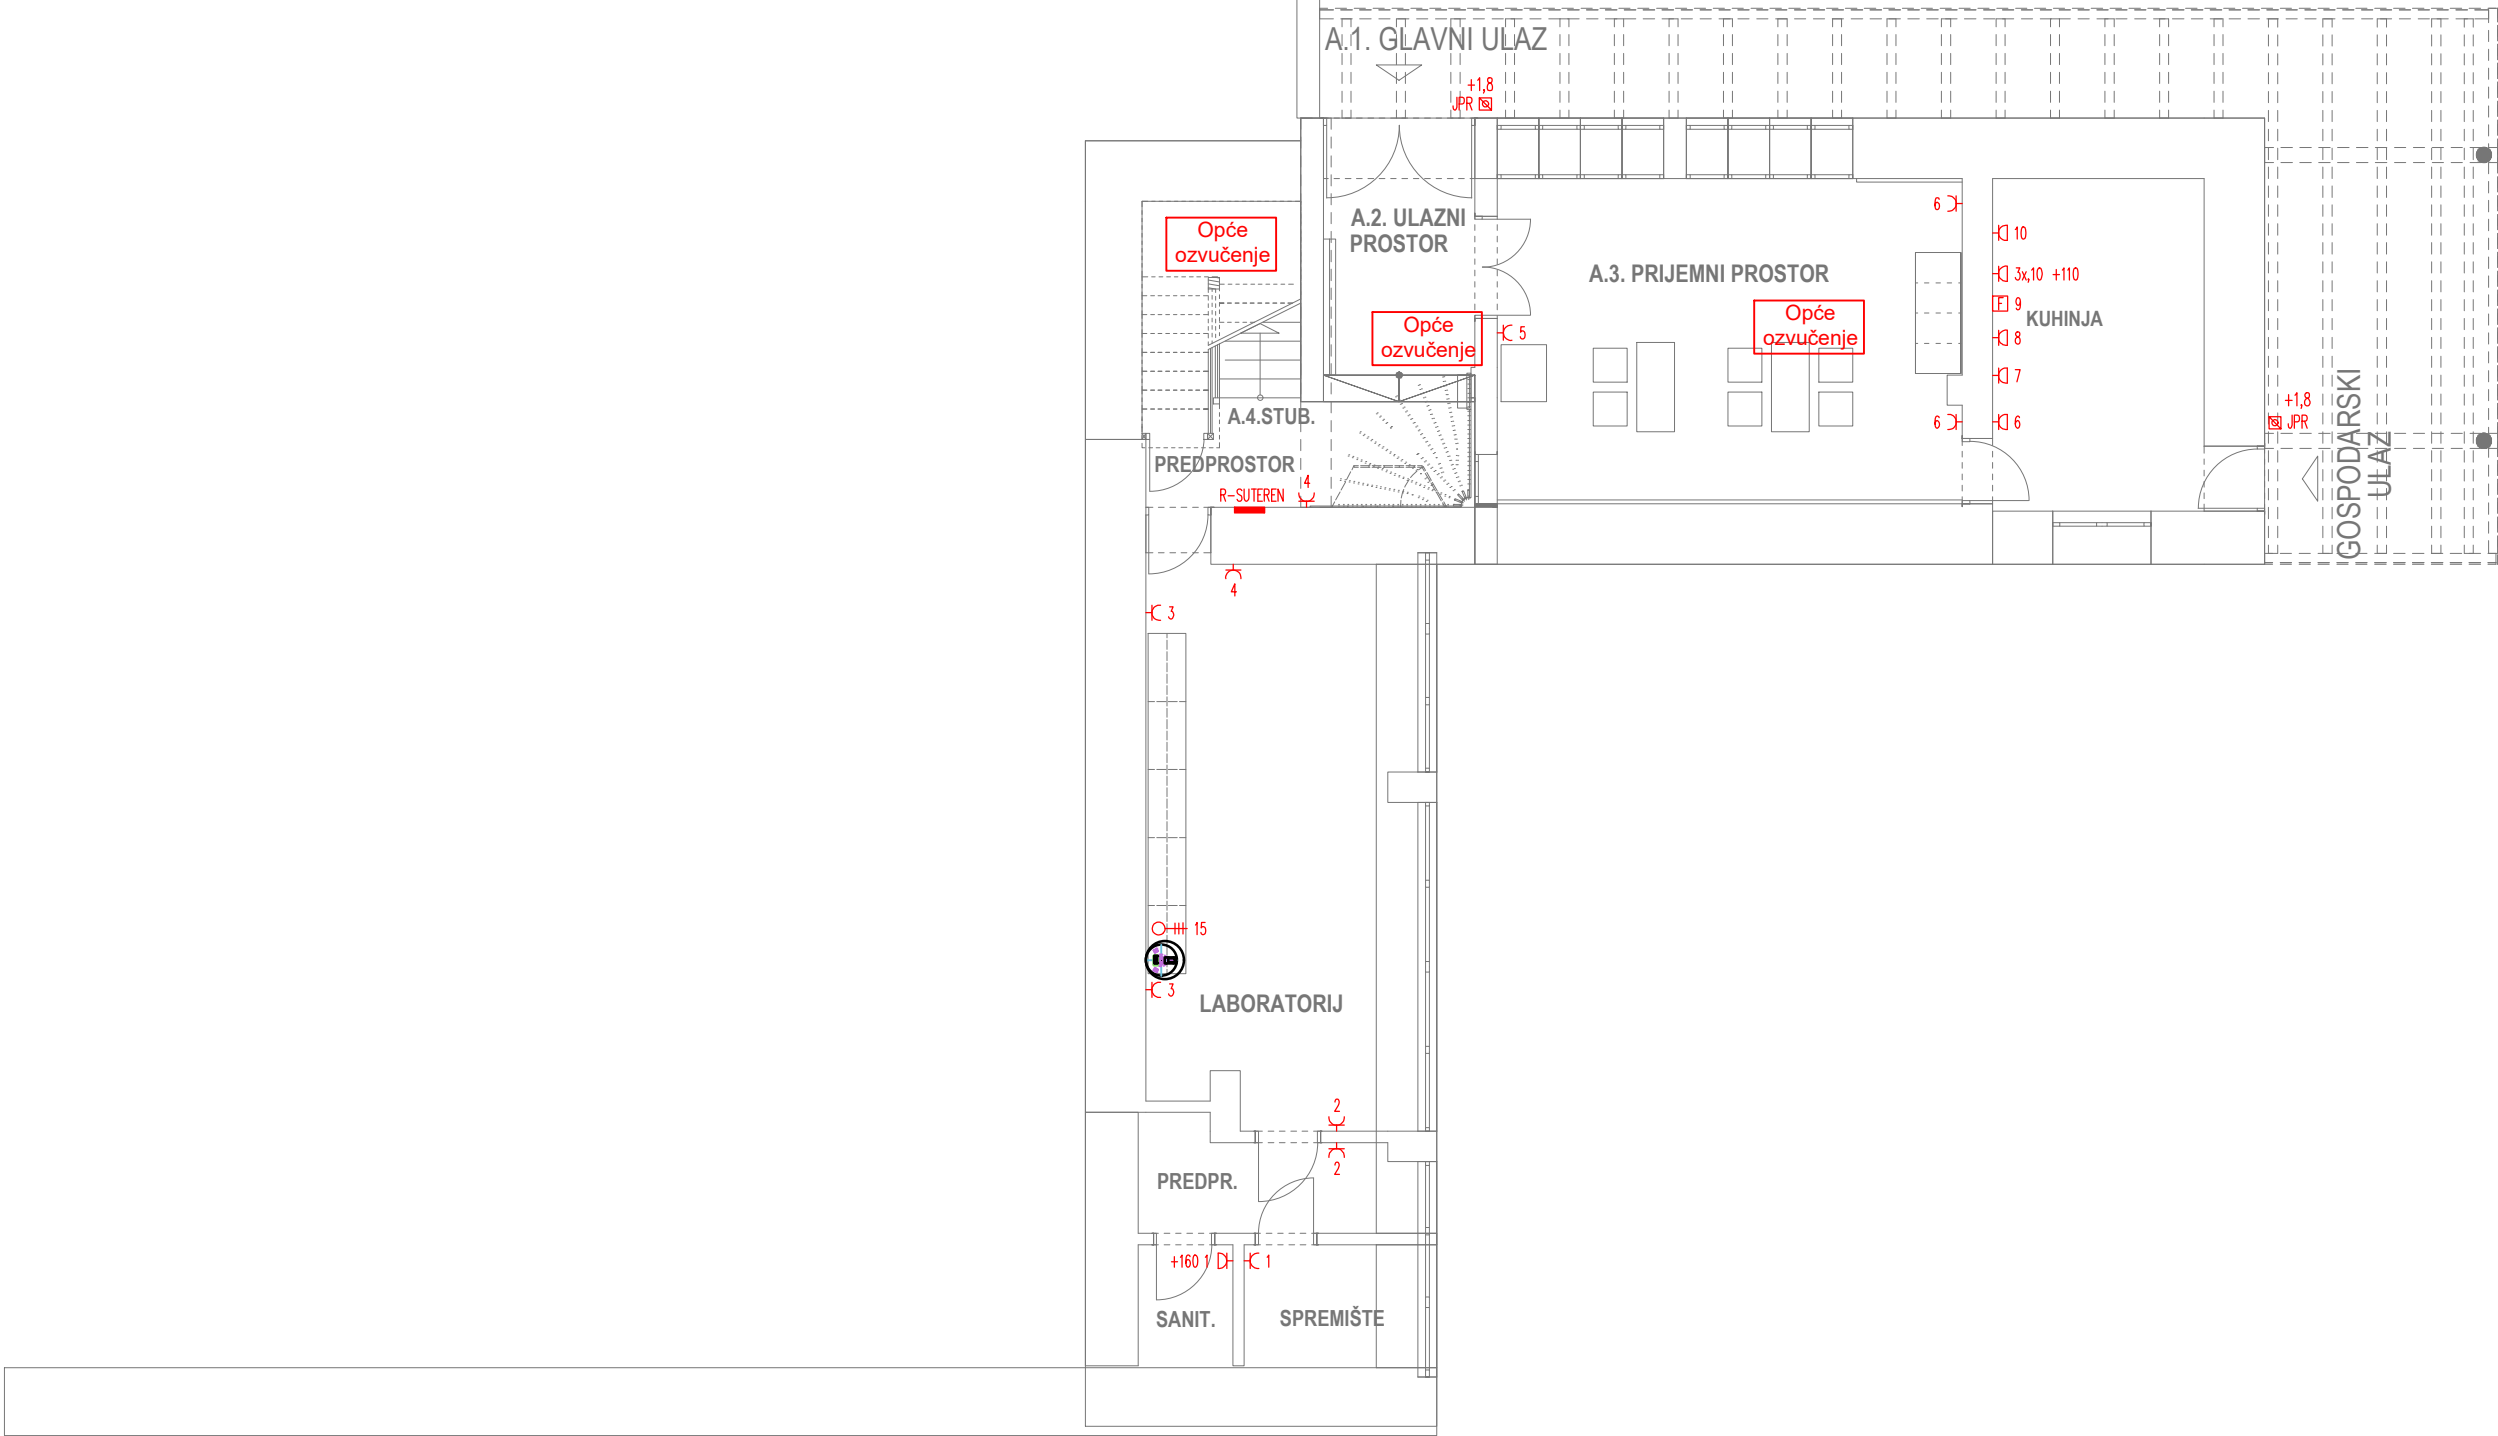 A.1. GLAVNI ULAZ
+1,8
JPR
Opće
ozvučenje
A.2. ULAZNI
PROSTOR
6
10
3x,10 +110
A.3. PRIJEMNI PROSTOR
F 9
Opće
ozvučenje
Opće
ozvučenje
KUHINJA
5
8
7
A.4.STUB.
6
6
+1,8
JPR
GOSPODARSKI
ULAZ
PREDPROSTOR
R-SUTEREN
4
4
3
15
3
LABORATORIJ
2
2
PREDPR.
+160 1
1
SANIT.
SPREMIŠTE